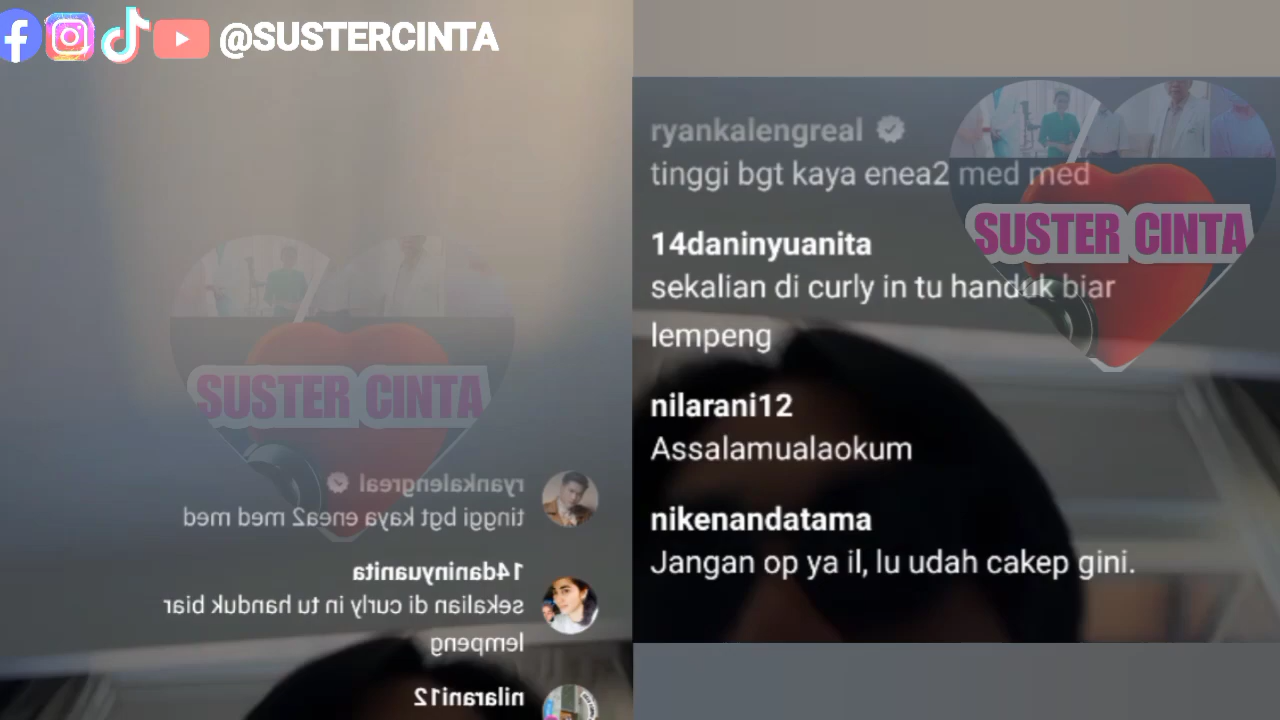 @SUSTERCINTA
SUSTER CINTA
ryankalengreal
tinggi bgt kaya enea2 med med
14daninyuanita
sekalian di curly in tu handuk biar
lempeng
nilarani12
ryankalengreal
tinggi bgt kaya enea2 med med
SUSTER CINTA
14daninyuanita
sekalian di curly in tu handuk biar
lempeng
nilarani12
Assalamualaokum
nikenandatama
Jangan op ya il, lu udah cakep gini.